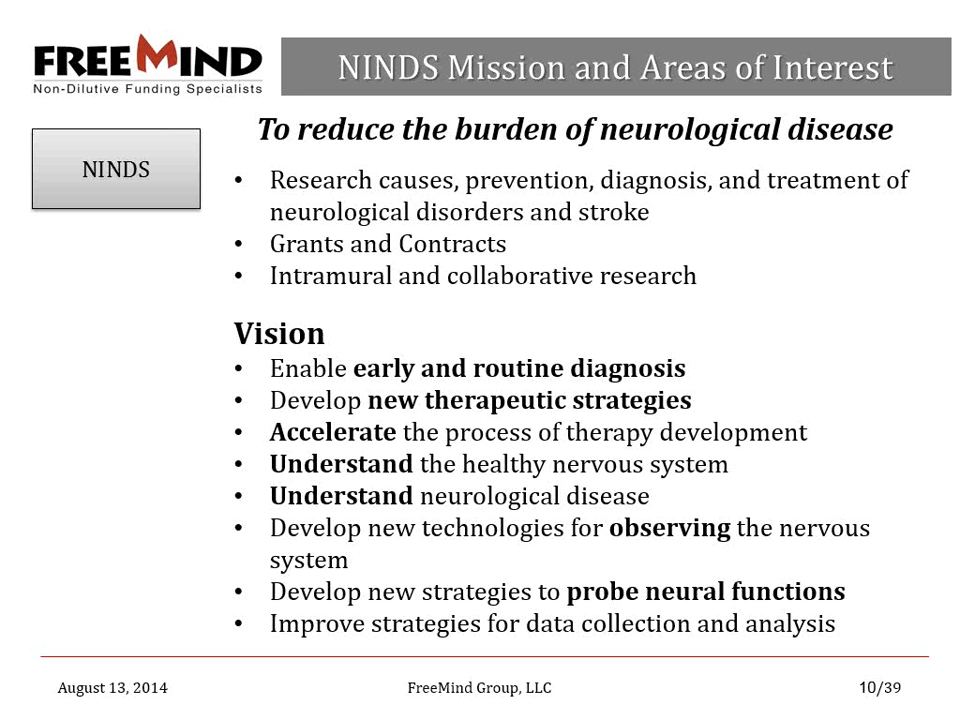 FREEMIND
Non-Dilutive Funding Specialists
NINDS Mission and Areas of Interest
NINDS
To reduce the burden of neurological disease
• Research causes, prevention, diagnosis, and treatment of
neurological disorders and stroke
• Grants and Contracts
• Intramural and collaborative research
Vision
• Enable early and routine diagnosis
• Develop new therapeutic strategies
• Accelerate the process of therapy development
• Understand the healthy nervous system
• Understand neurological disease
• Develop new technologies for observing the nervous
system
• Develop new strategies to probe neural functions
• Improve strategies for data collection and analysis
August 13, 2014
FreeMind Group, LLC
10/39